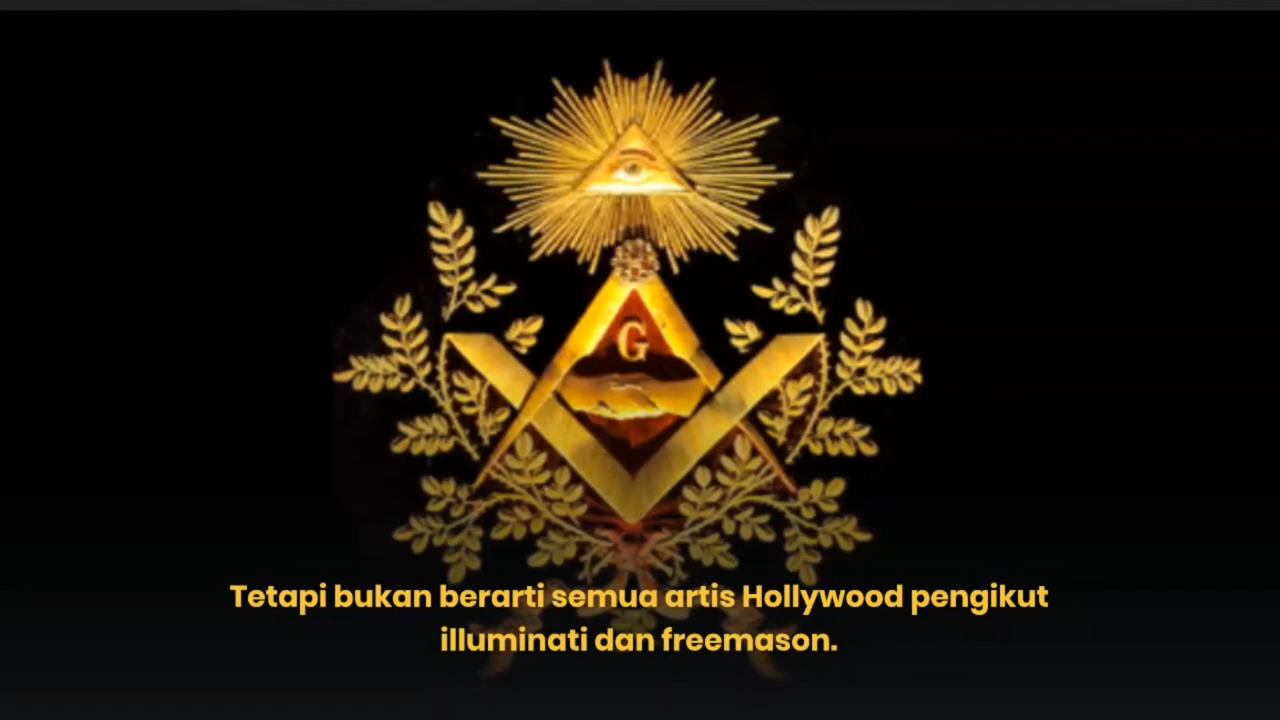 G
Tetapi bukan berarti semua artis Hollywood pengikut
illuminati dan freemason.